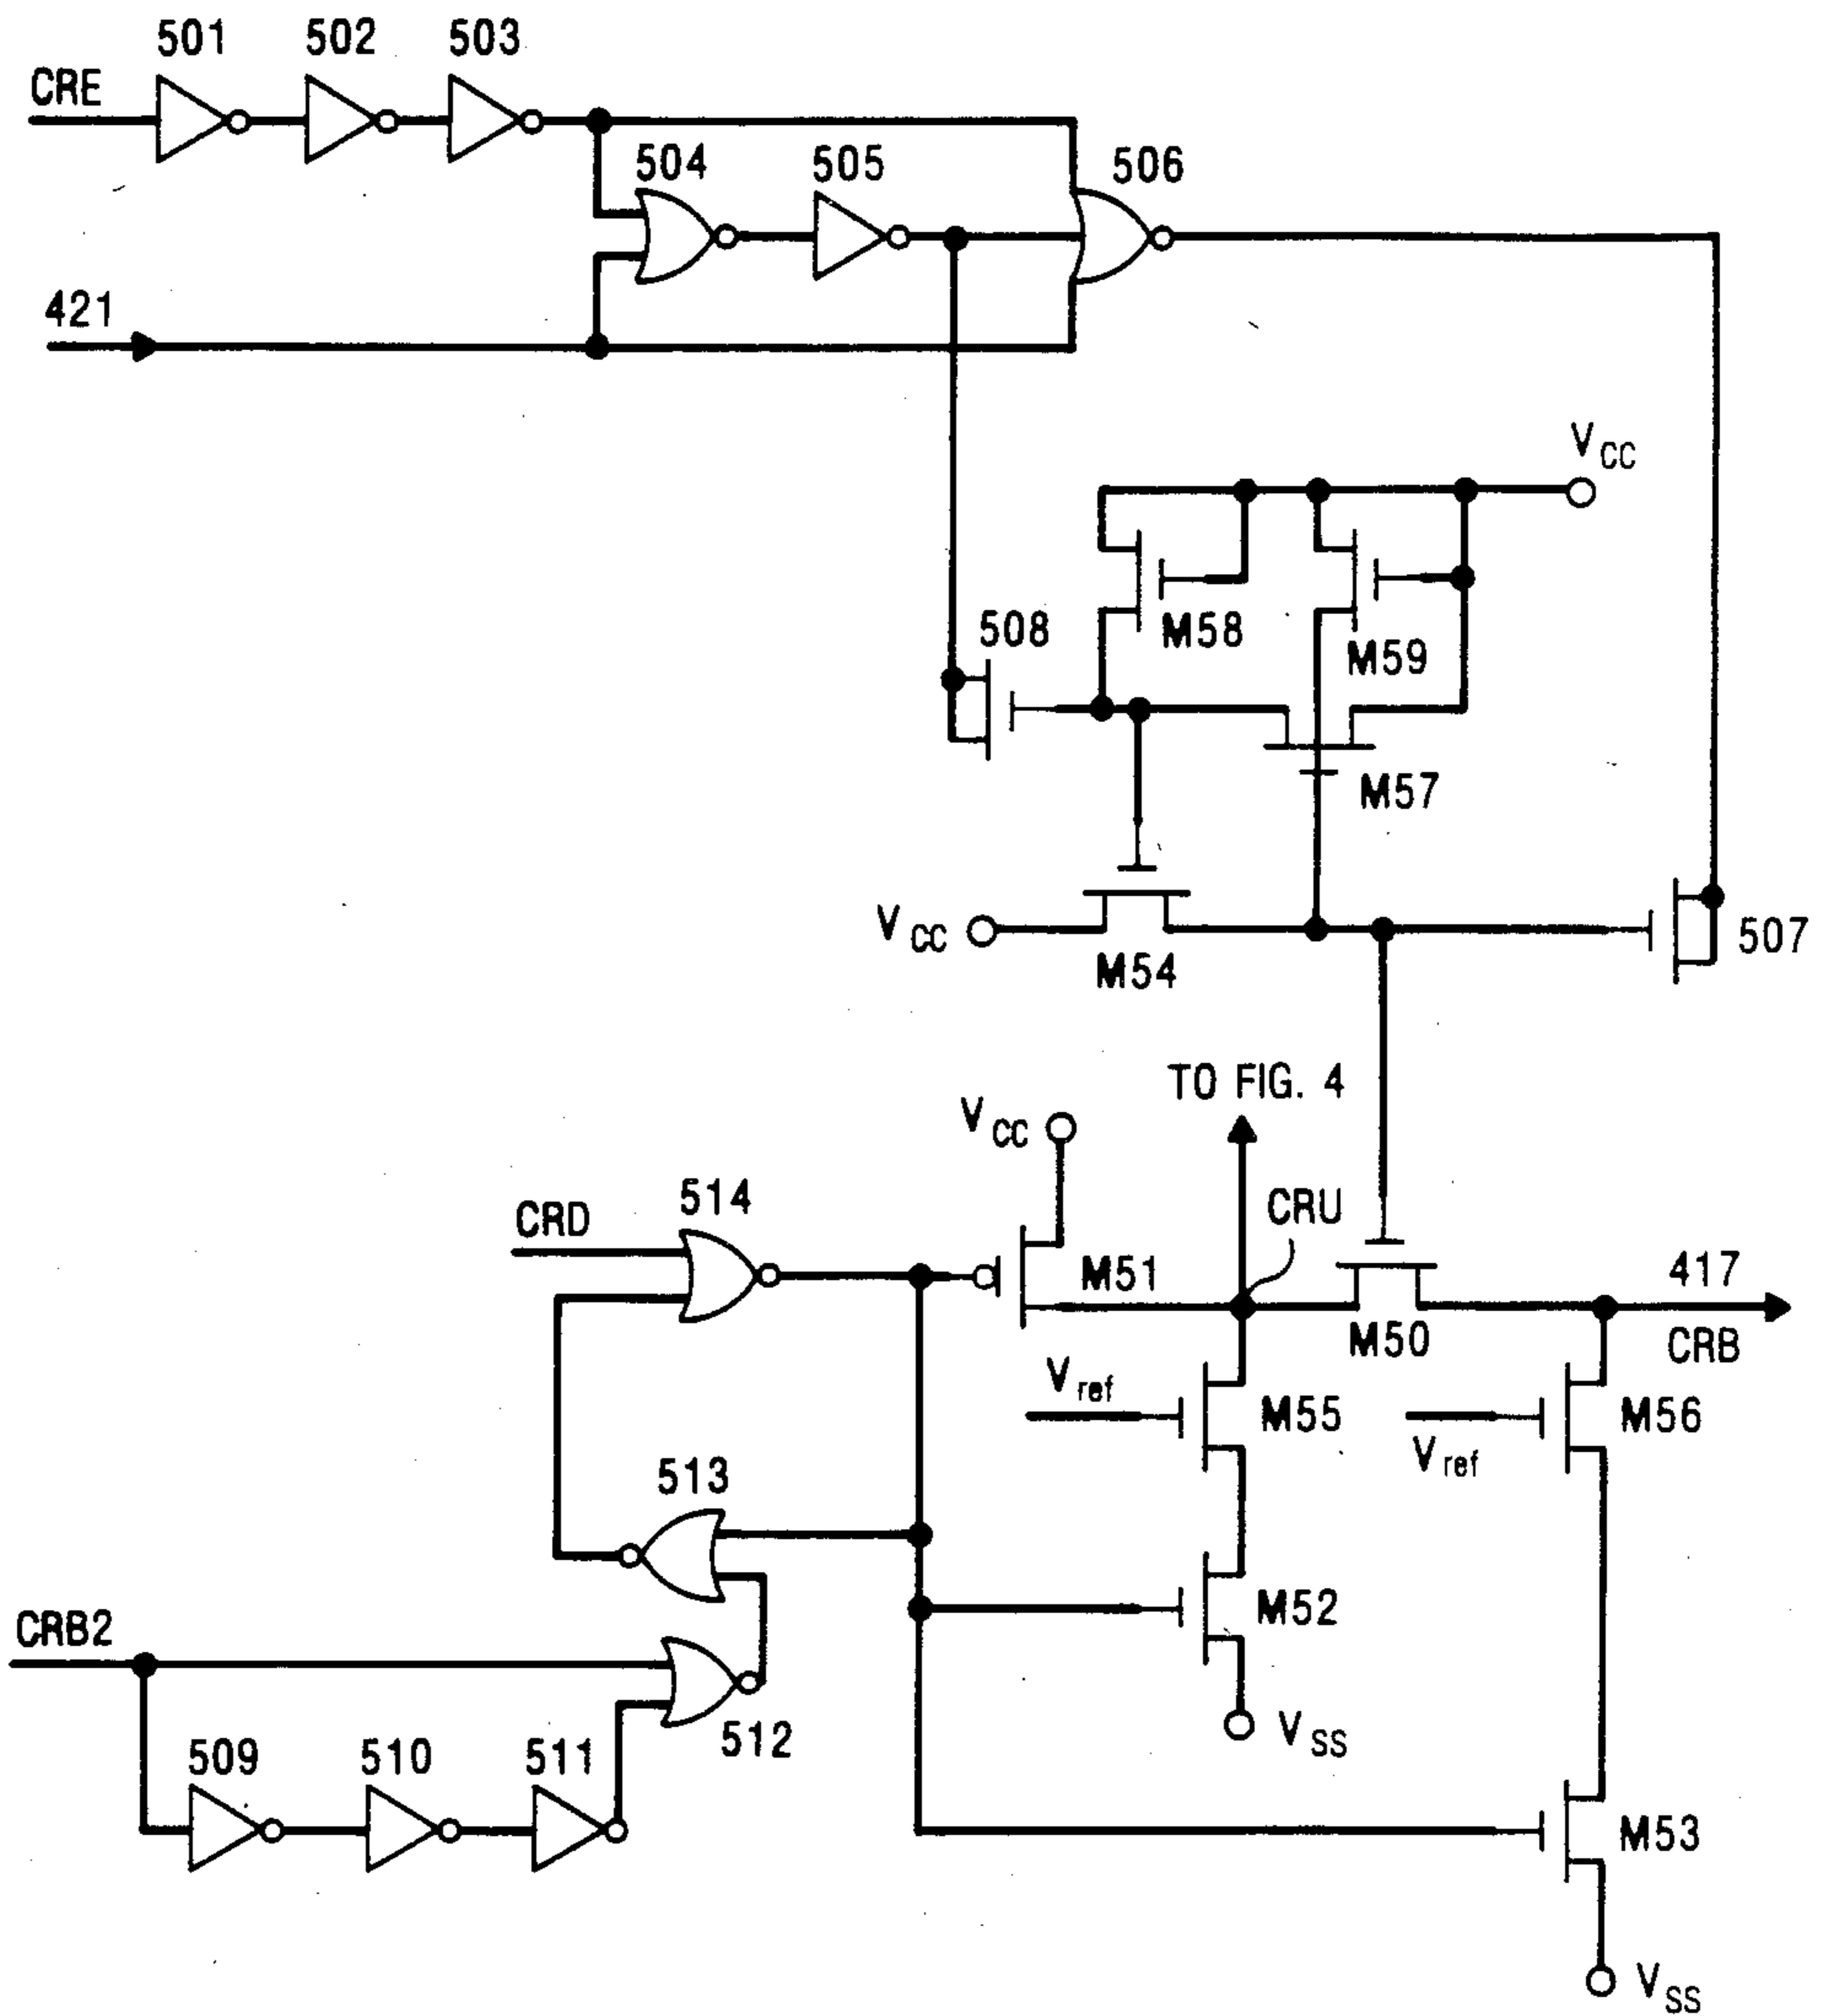 501
502
503
CRE
504
505
506
421
VCC
508
M58
M59
M57
VCC
M54
507
TO FIG. 4
VCC
514
CRD
CRU
M51
417
M50
CRB
Vref
M55
M56
Vref
513
CRB2
M52
512
VSS
509
510
511
M53
VSS